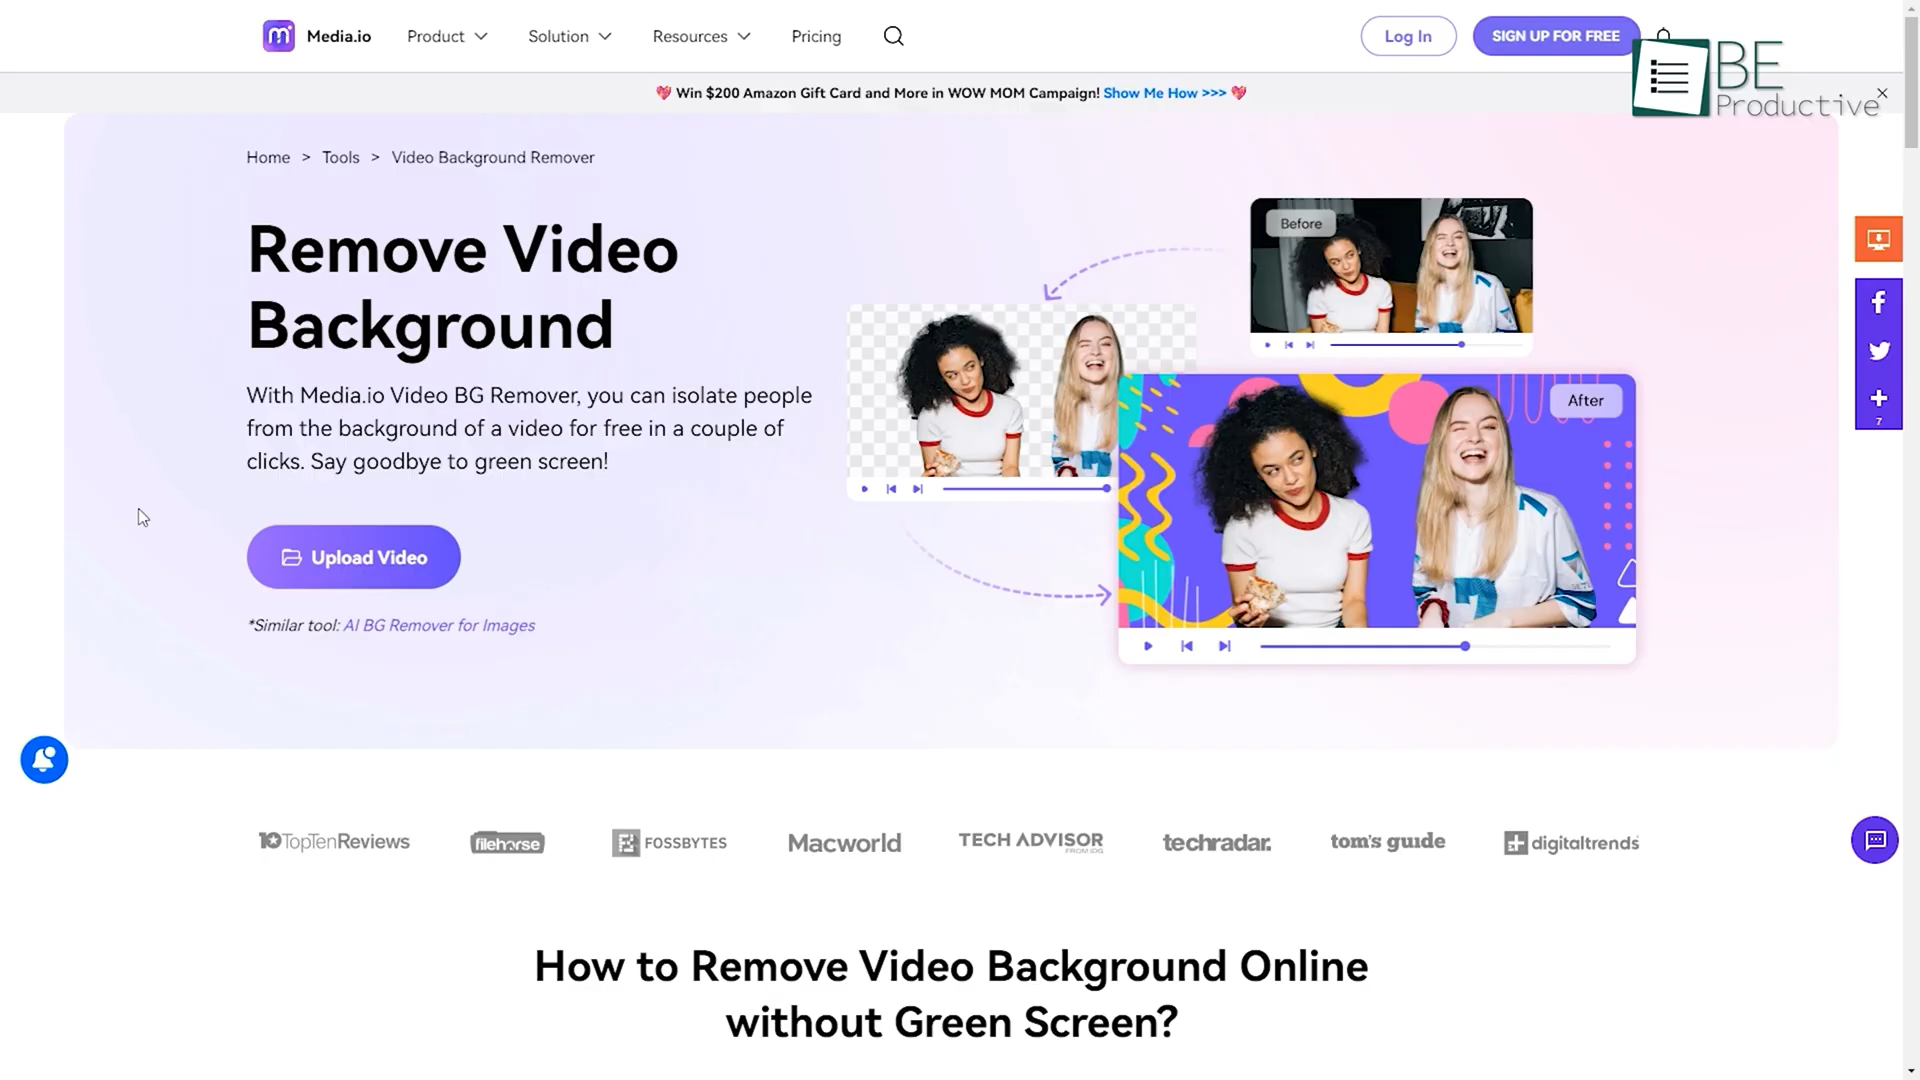 Media.io
Product
Solution
Resources
Pricing
Log In
SIGN UP FOR FREE
BE
Productive
💖 Win $200 Amazon Gift Card and More in WOW MOM Campaign! Show Me How >>> 💖
Home > Tools > Video Background Remover
Remove Video
Background
With Media.io Video BG Remover, you can isolate people
from the background of a video for free in a couple of
clicks. Say goodbye to green screen!
Upload Video
*Similar tool: AI BG Remover for Images
Before
After
7
TopTenReviews
filehorse
FOSSBYTES
Macworld
TECH ADVISOR
FROM IDG
techradar.
tom's guide
digitaltrends
How to Remove Video Background Online
without Green Screen?